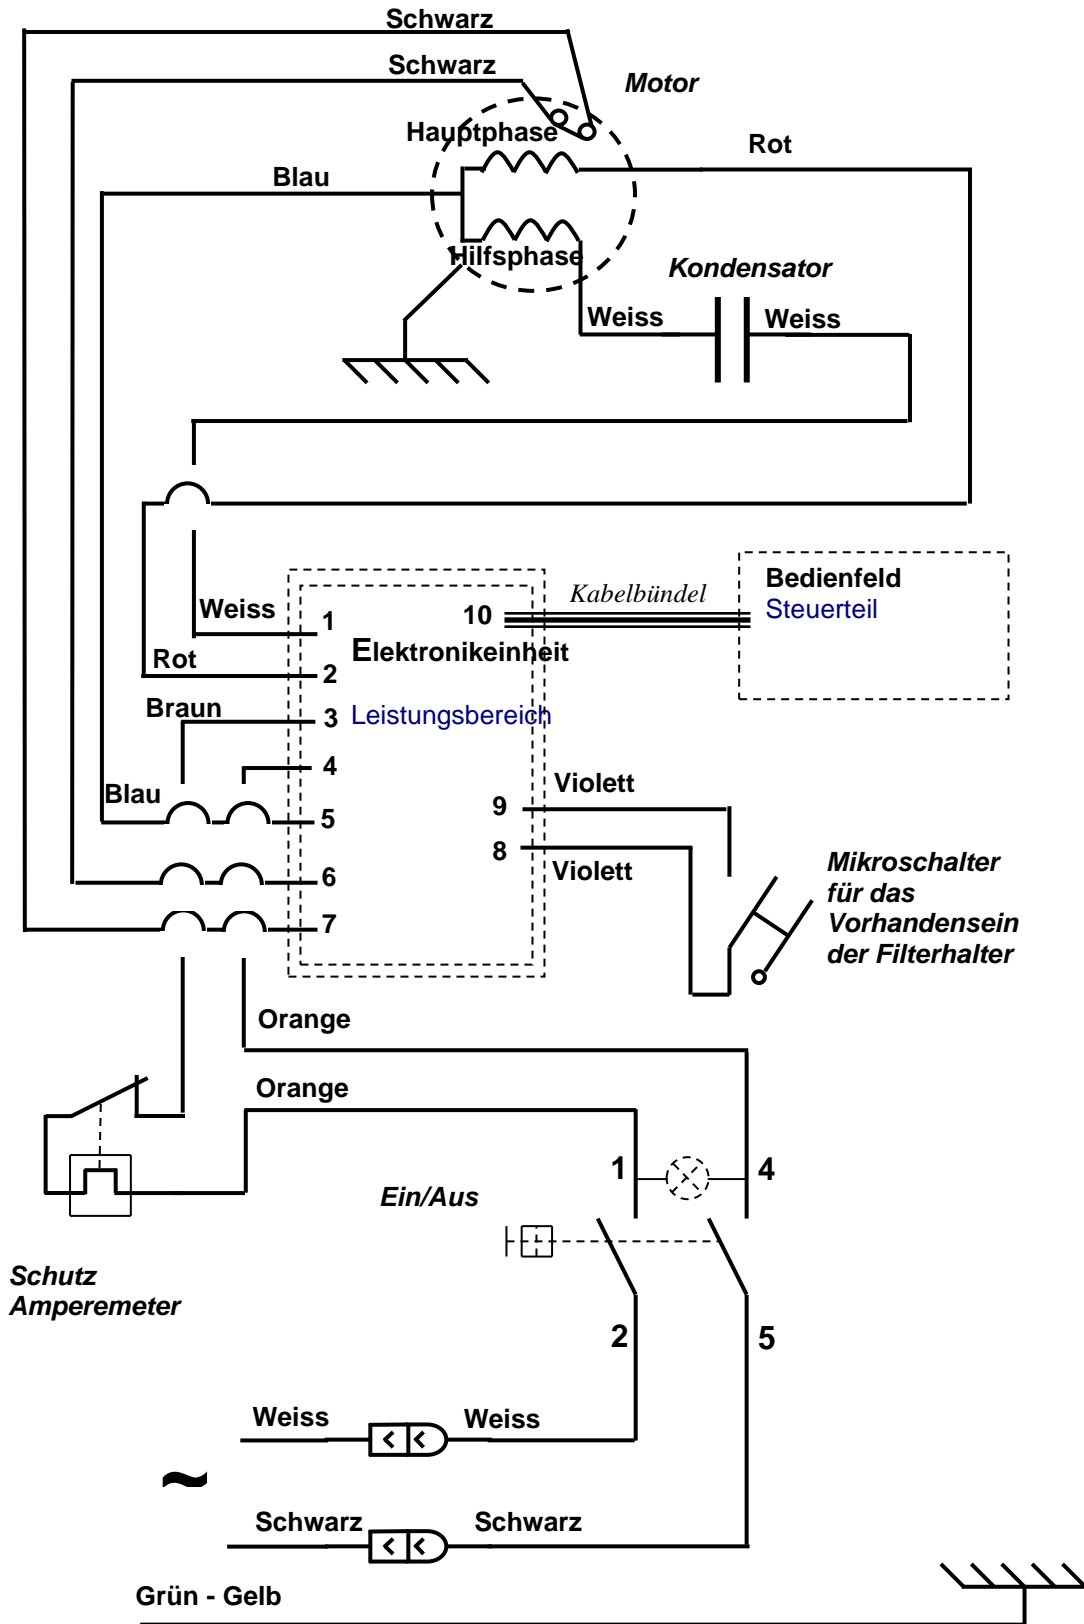 Schwarz
Schwarz
Motor
Hauptphase
Rot
Blau
Hilfsphase
Kondensator
Weiss
Weiss
Kabelbündel
Bedienfeld
Steuerteil
Weiss
1
10
Elektronikeinheit
Rot
2
Braun
3
Leistungsbereich
4
Blau
5
9
Violett
8
Violett
6
7
Mikroschalter
für das
Vorhandensein
der Filterhalter
Orange
Orange
1
4
Ein/Aus
Schutz
Amperemeter
2
5
Weiss
Weiss
~
Schwarz
Schwarz
Grün - Gelb